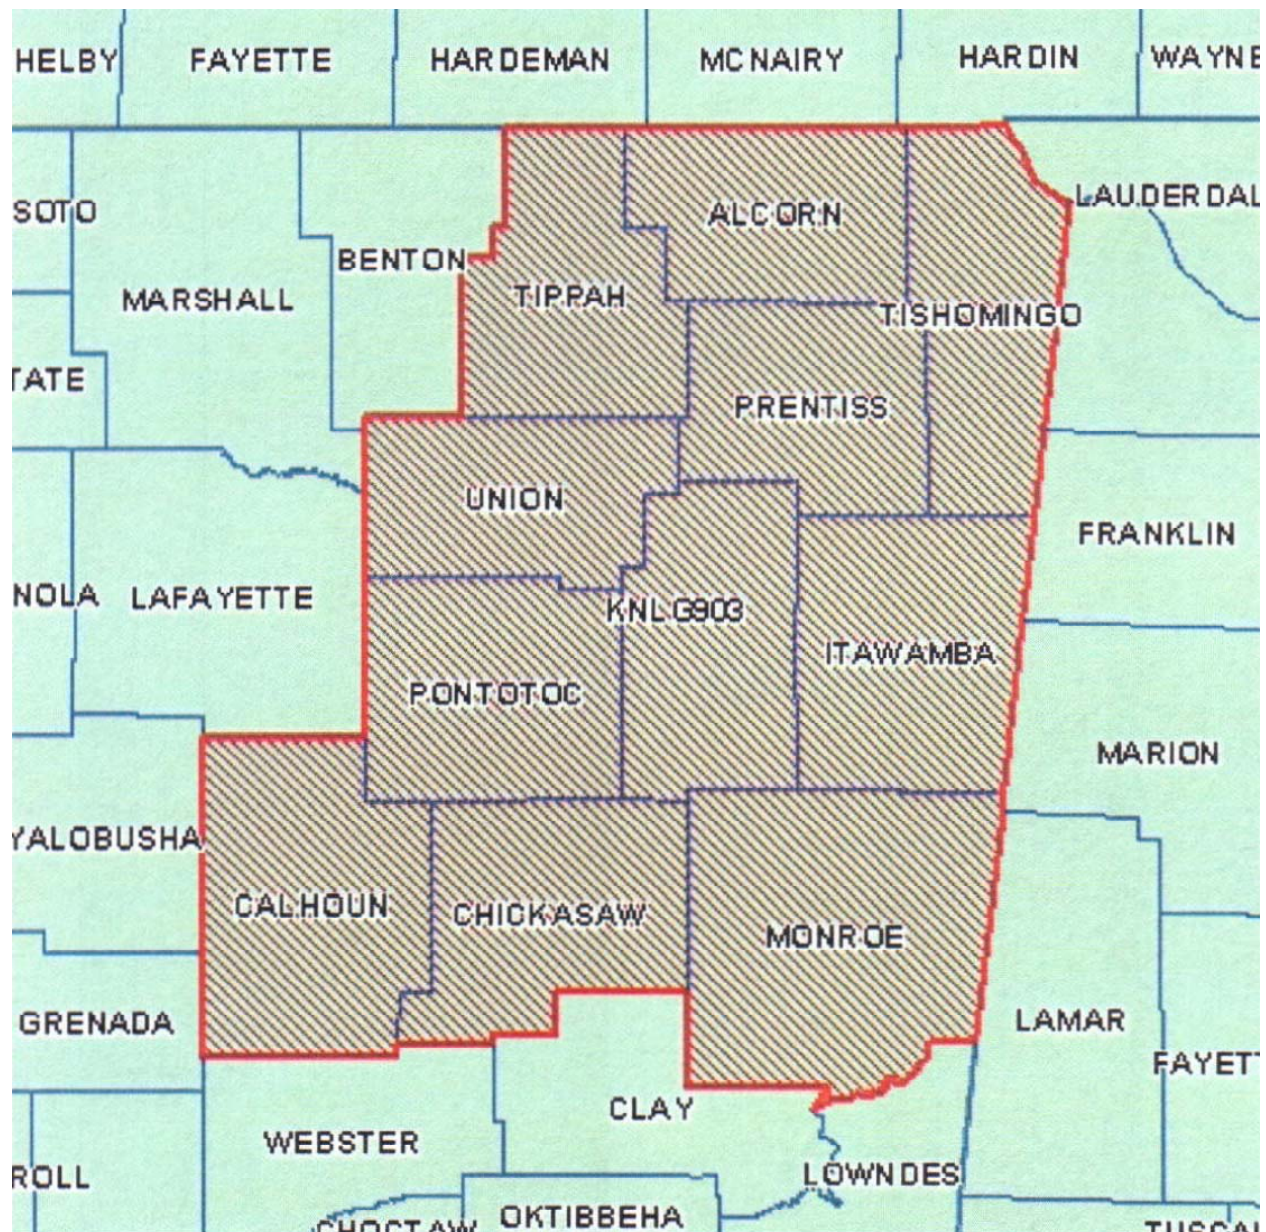 HELBY
FAYETTE
HARDEMAN
MCNAIRY
HARDIN
WAYNE
SOTO
ALCORN
LAUDERDAL
BENTON
MARSHALL
TIPPAH
TISHOMINGO
TATE
PRENTISS
UNION
FRANKLIN
NOLA
LAFAYETTE
KNLG903
ITAWAMBA
PONTOTOC
MARION
YALOBUSHA
CALHOUN
CHICKASAW
MONROE
GRENADA
LAMAR
FAYET
CLAY
WEBSTER
ROLL
LOWNDES
OKTIBBEHA
CHOCTAW
TUSCAL